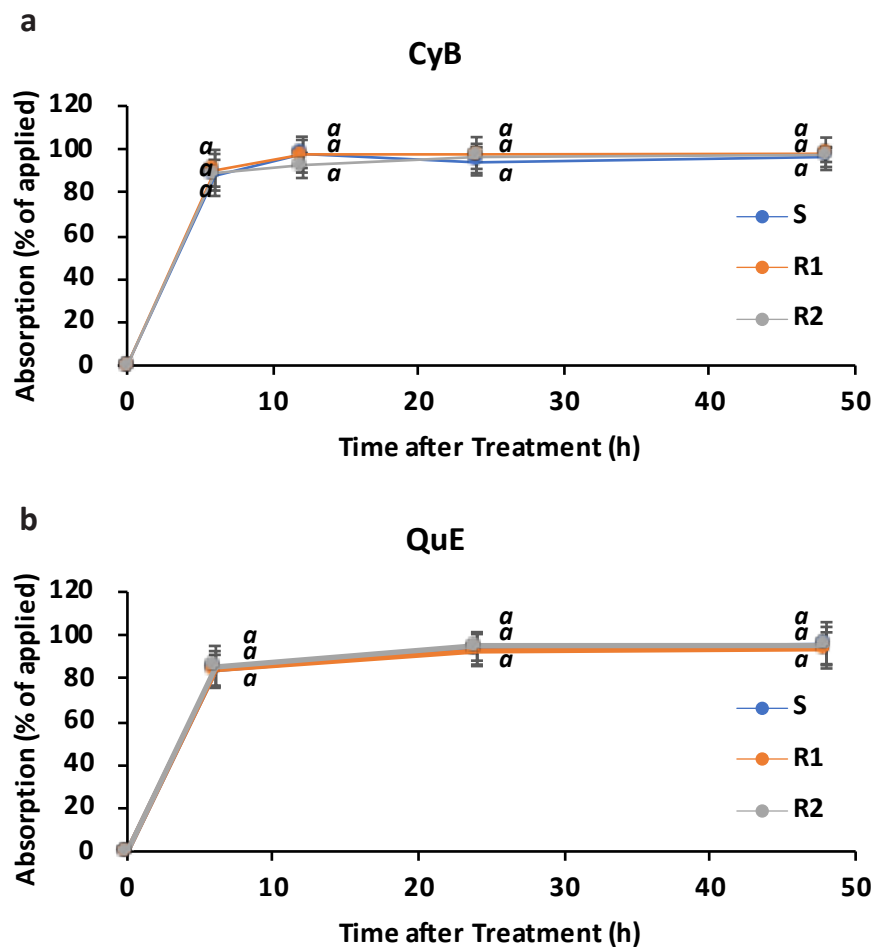 a
CyB
Absorption (% of applied)
120
100
80
60
40
20
0
a
a
a
a
a
a
a
a
a
a
a
a
S
R1
R2
0
10
20
30
40
50
Time after Treatment (h)
b
QuE
Absorption (% of applied)
120
100
80
60
40
20
0
a
a
a
a
a
a
a
a
a
S
R1
R2
0
10
20
30
40
50
Time after Treatment (h)